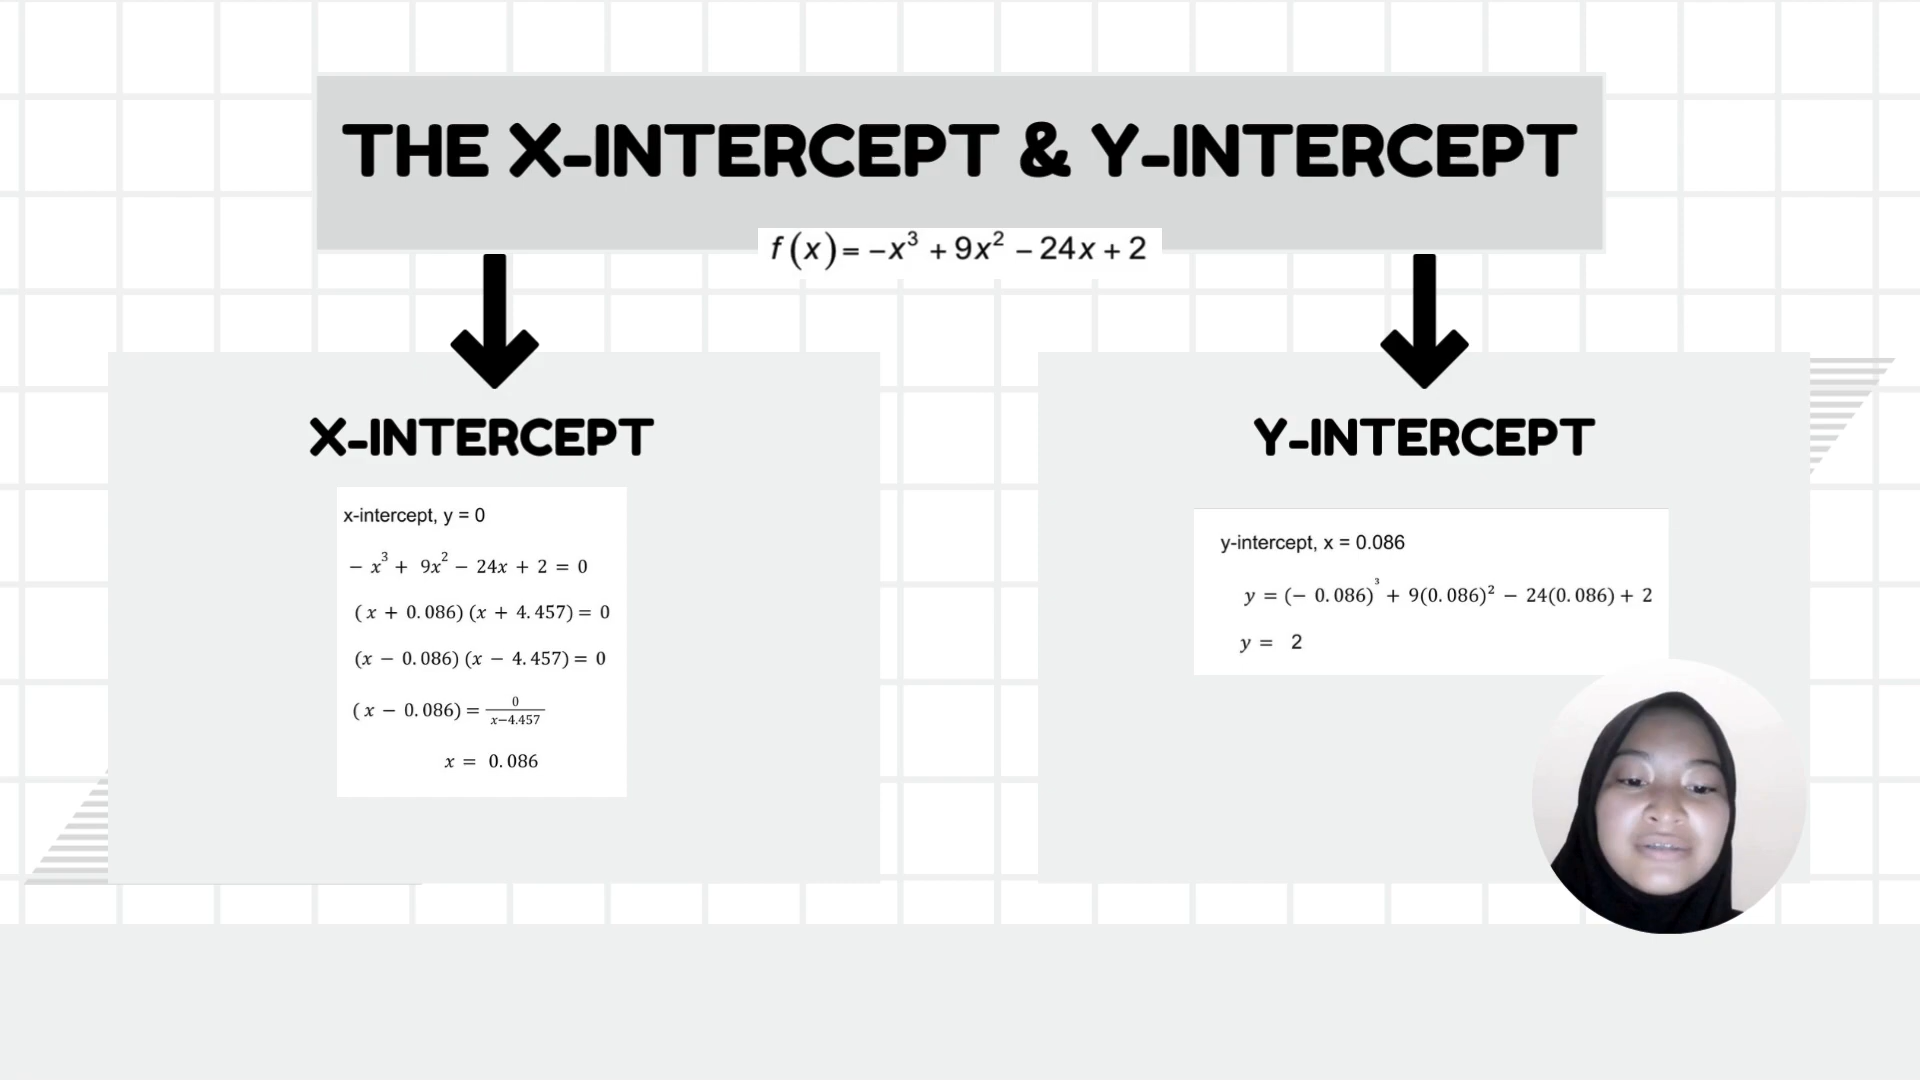 THE X-INTERCEPT & Y-INTERCEPT
f(x) = −x³ + 9x² − 24x + 2
X-INTERCEPT
x-intercept, y = 0
− x³ + 9x² − 24x + 2 = 0
(x + 0.086) (x + 4.457) = 0
(x − 0.086) (x − 4.457) = 0
(x − 0.086) = 0/(x−4.457)
x = 0.086
Y-INTERCEPT
y-intercept, x = 0.086
y = (− 0.086)³ + 9(0.086)² − 24(0.086) + 2
y = 2